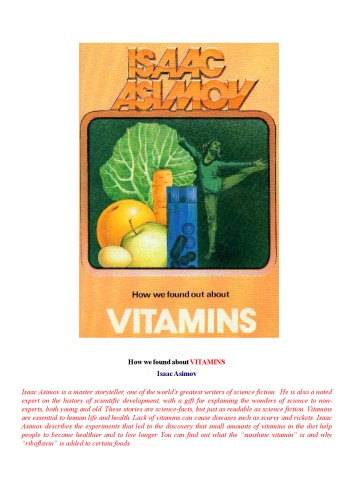 ISAAC
ASIMOV
How we found out about
VITAMINS
How we found about VITAMINS
Isaac Asimov
Isaac Asimov is a master storyteller, one of the world's greatest writers of science fiction. He is also a noted
expert on the history of scientific development, with a gift for explaining the wonders of science to non-
experts, both young and old. These stories are science-facts, but just as readable as science fiction. Vitamins
are essential to human life and health. Lack of vitamins can cause diseases such as scurvy and rickets. Isaac
Asimov describes the experiments that led to the discovery that small amounts of vitamins in the diet help
people to become healthier and to live longer. You can find out what the "sunshine vitamin" is and why
"riboflavin" is added to certain foods.